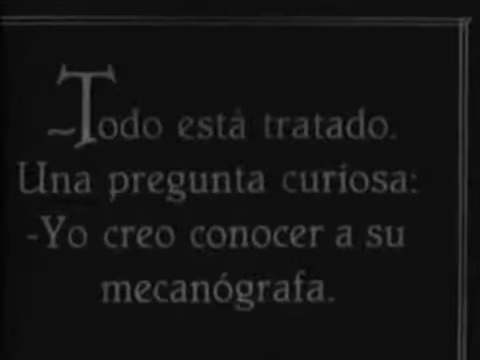 -Todo está tratado.
Una pregunta curiosa:
-Yo creo conocer a su
mecanógrafa.